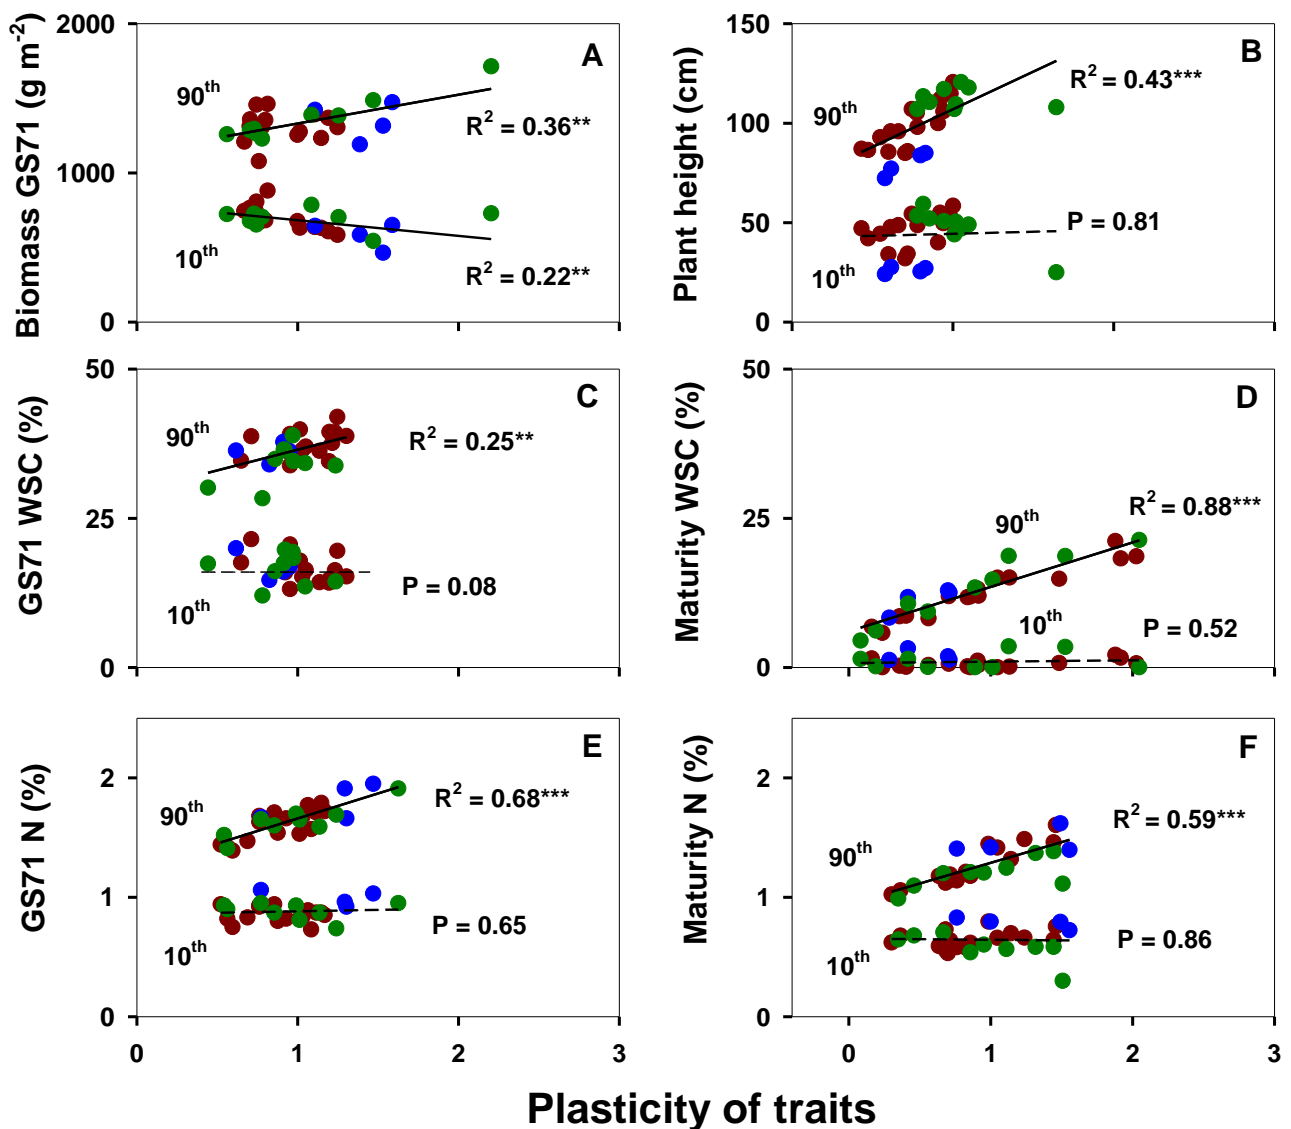 2000
1000
0
Biomass GS71 (g m-2)
A
90th
R2 = 0.36**
10th
R2 = 0.22**
150
100
50
0
Plant height (cm)
B
R2 = 0.43***
90th
P = 0.81
10th
50
25
0
GS71 WSC (%)
C
90th
R2 = 0.25**
P = 0.08
10th
50
25
0
Maturity WSC (%)
D
R2 = 0.88***
90th
10th
P = 0.52
2
1
0
GS71 N (%)
E
R2 = 0.68***
90th
P = 0.65
10th
0 1 2 3
2
1
0
Maturity N (%)
F
R2 = 0.59***
90th
P = 0.86
10th
0 1 2 3
Plasticity of traits